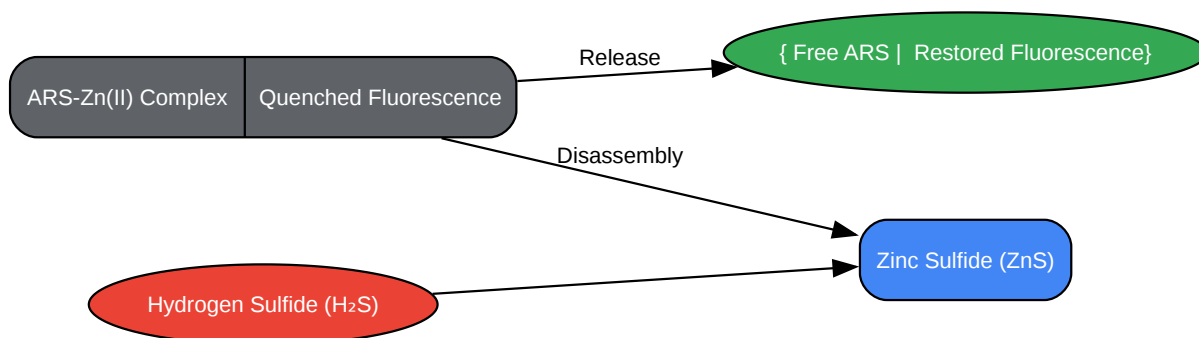 { Free ARS | Restored Fluorescence}
Release
ARS-Zn(II) Complex
Quenched Fluorescence
Disassembly
Zinc Sulfide (ZnS)
Hydrogen Sulfide (H₂S)